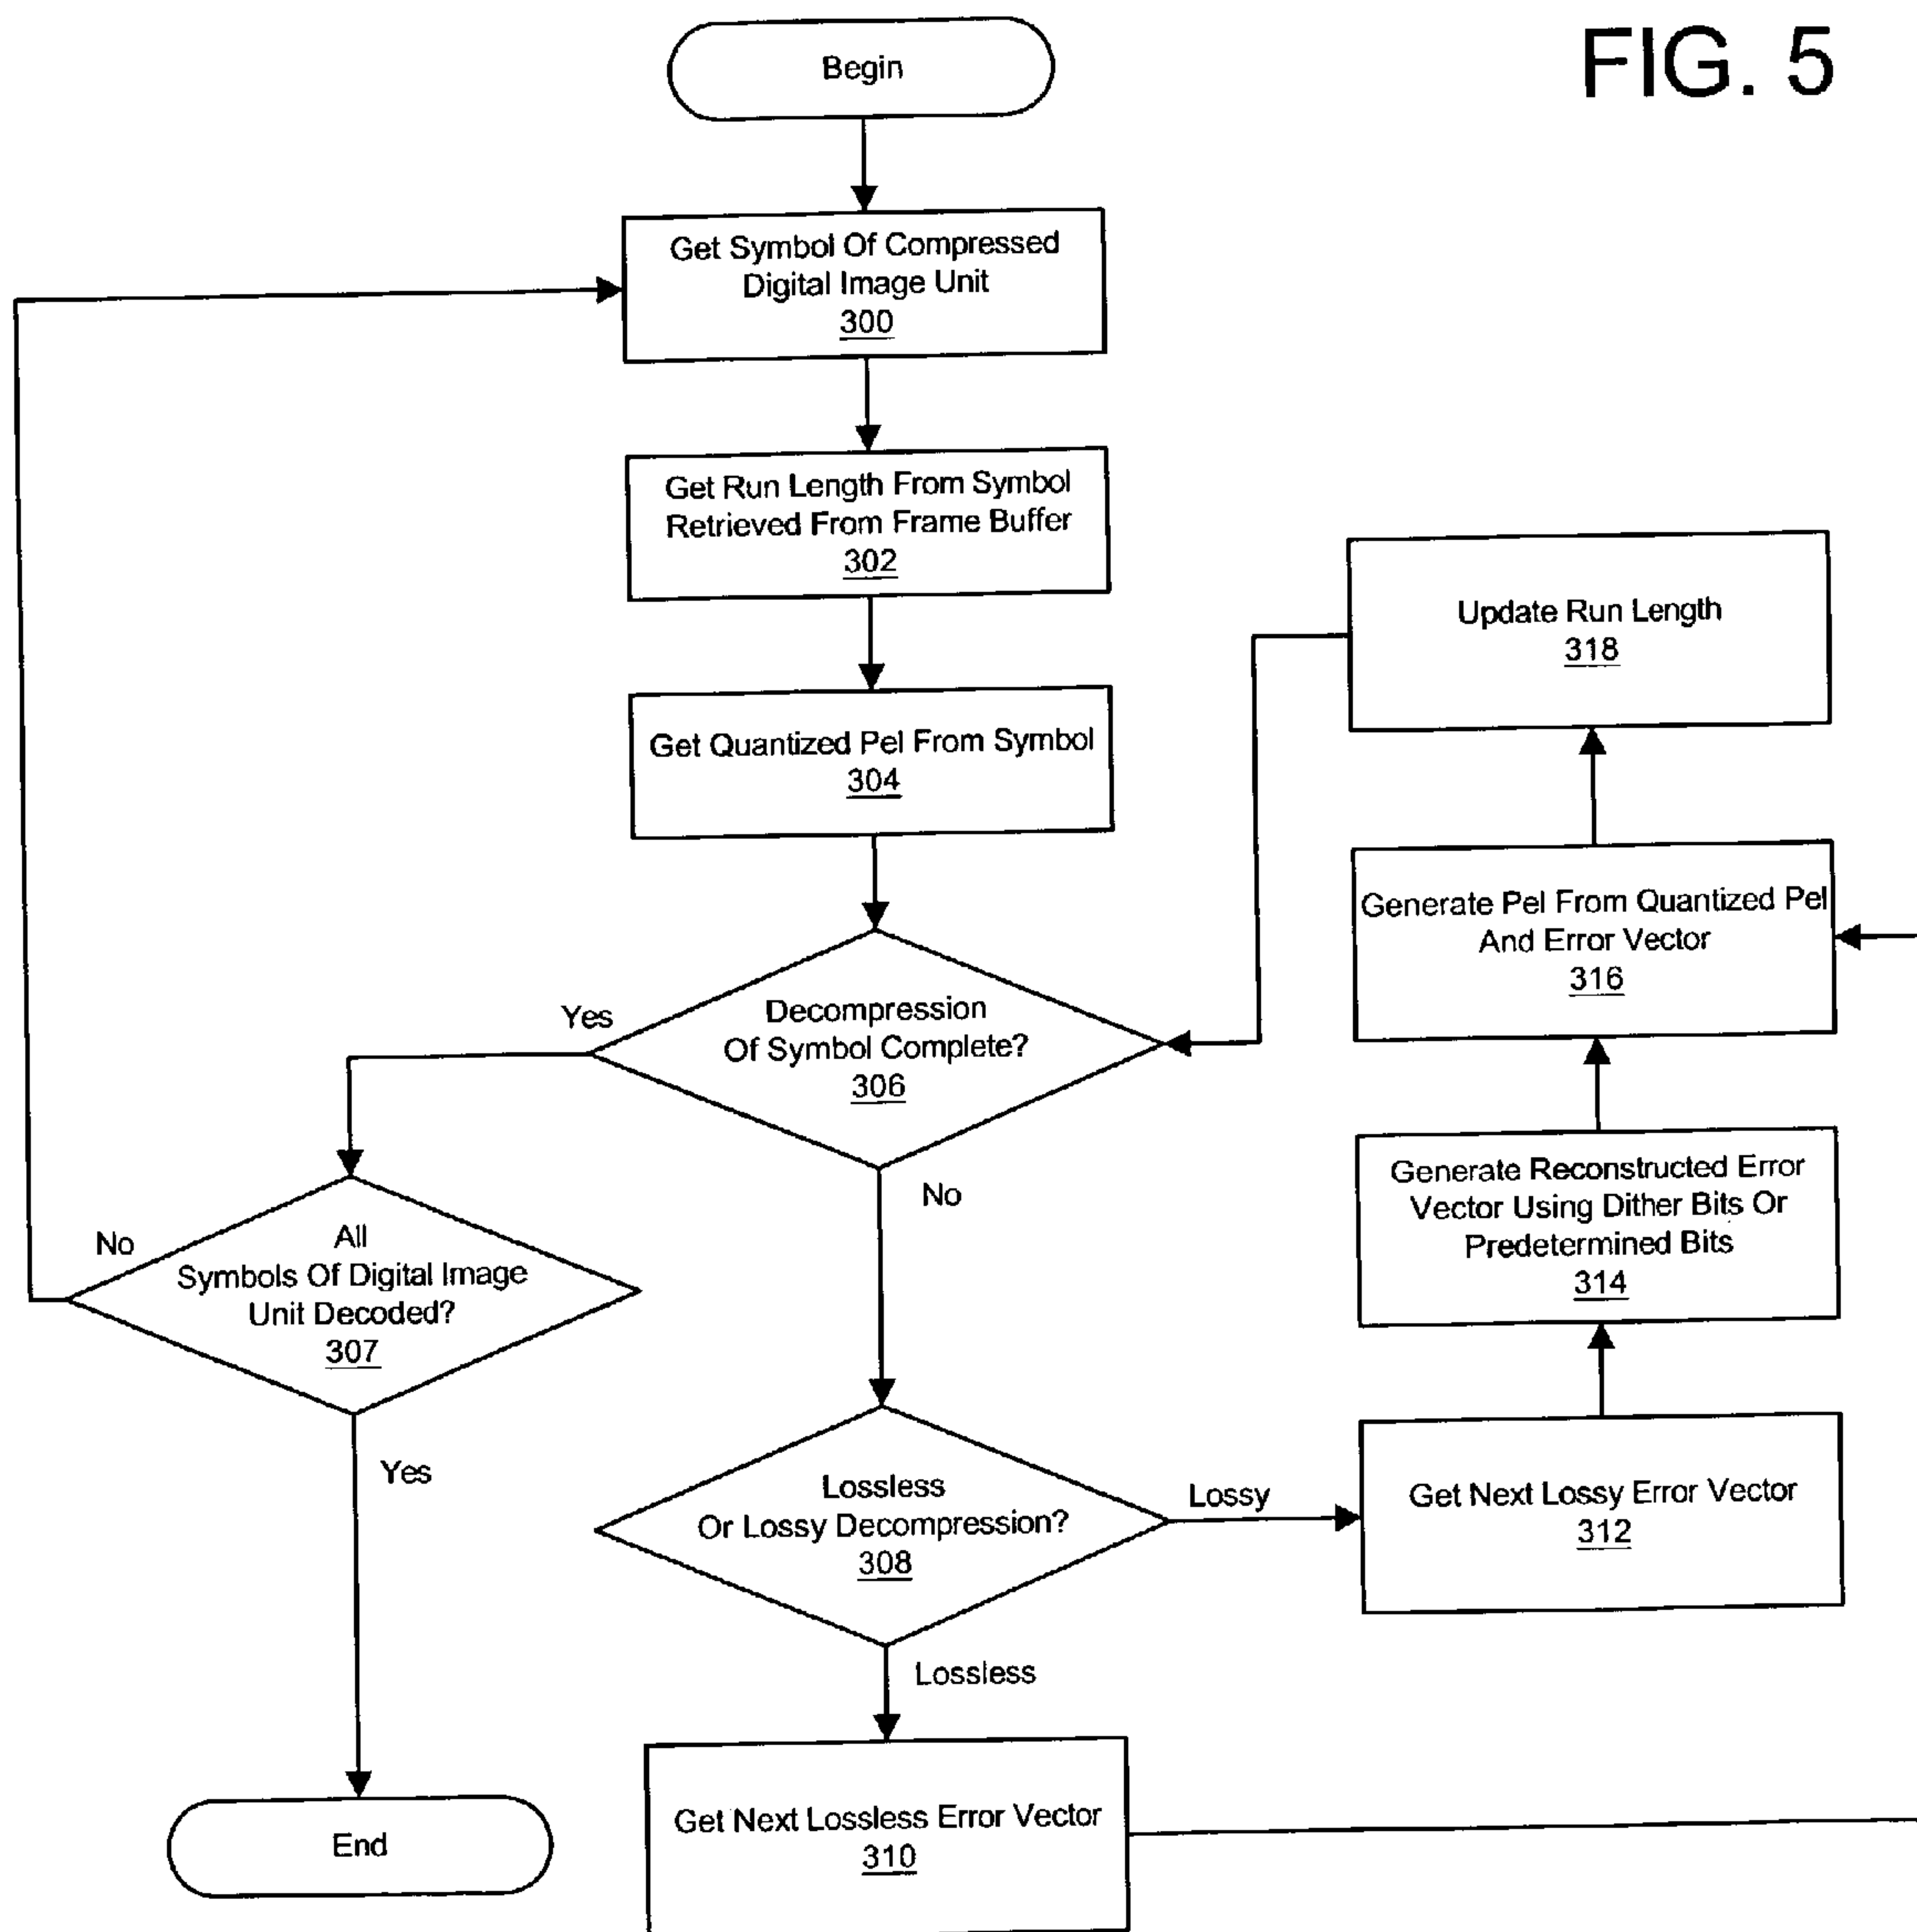 FIG. 5
Begin
Get Symbol Of Compressed
Digital Image Unit
300
Get Run Length From Symbol
Retrieved From Frame Buffer
302
Get Quantized Pel From Symbol
304
Decompression
Of Symbol Complete?
306
Yes
No
All
Symbols Of Digital Image
Unit Decoded?
307
No
Yes
End
Lossless
Or Lossy Decompression?
308
Lossy
Lossless
Get Next Lossless Error Vector
310
Get Next Lossy Error Vector
312
Generate Reconstructed Error
Vector Using Dither Bits Or
Predetermined Bits
314
Generate Pel From Quantized Pel
And Error Vector
316
Update Run Length
318